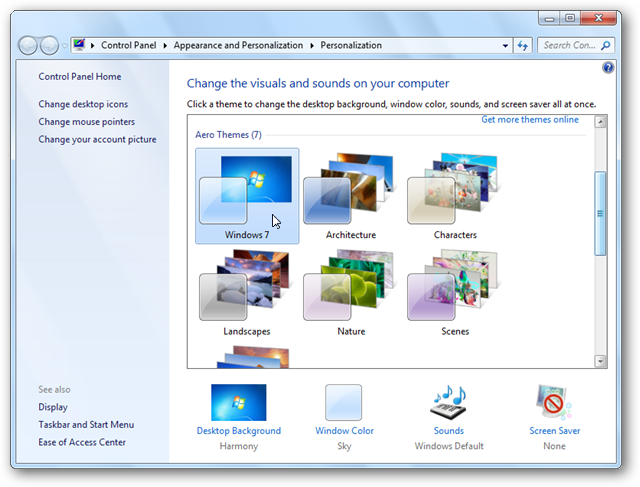 Control Panel ▸ Appearance and Personalization ▸ Personalization
Search Con...
Control Panel Home
Change desktop icons
Change mouse pointers
Change your account picture
Change the visuals and sounds on your computer
Click a theme to change the desktop background, window color, sounds, and screen saver all at once.
Get more themes online
Aero Themes (7)
Windows 7
Architecture
Characters
Landscapes
Nature
Scenes
See also
Display
Taskbar and Start Menu
Ease of Access Center
Desktop Background
Harmony
Window Color
Sky
Sounds
Windows Default
Screen Saver
None